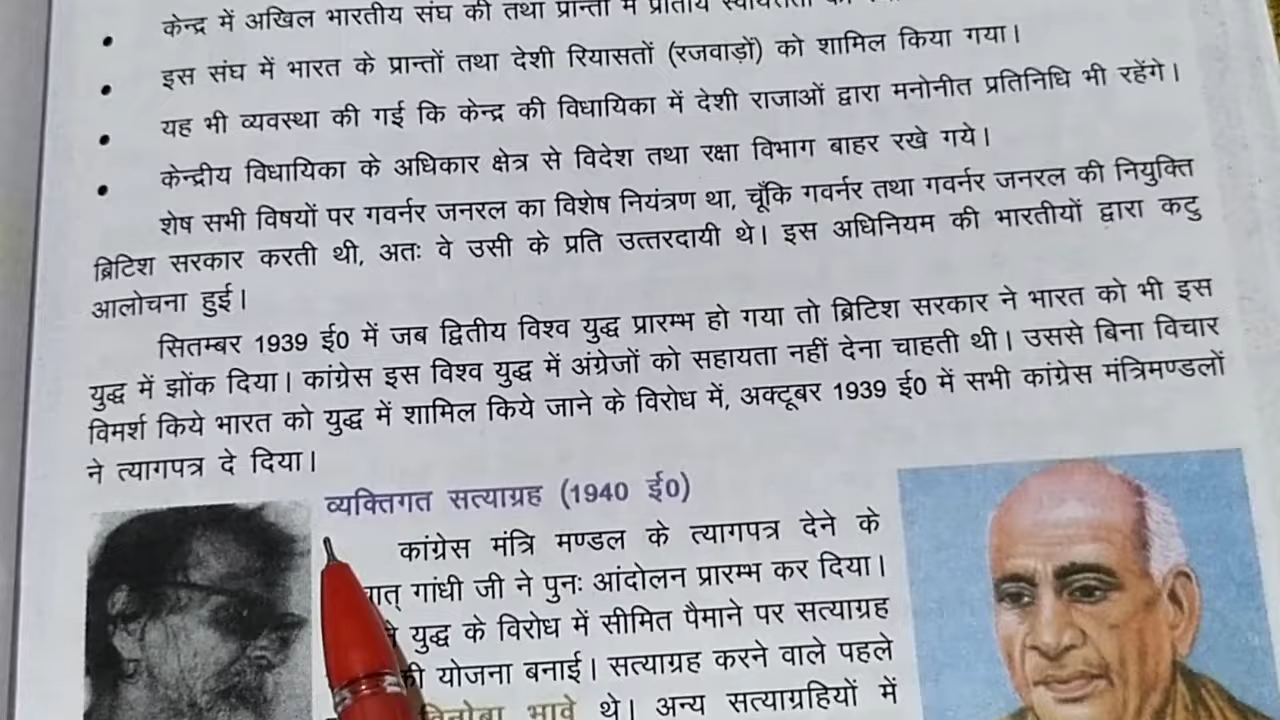 केन्द्र में अखिल भारतीय संघ की तथा प्रान्तों में प्रांतीय स्वायत्तता
इस संघ में भारत के प्रान्तों तथा देशी रियासतों (रजवाड़ों) को शामिल किया गया।
यह भी व्यवस्था की गई कि केन्द्र की विधायिका में देशी राजाओं द्वारा मनोनीत प्रतिनिधि भी रहेंगे।
केन्द्रीय विधायिका के अधिकार क्षेत्र से विदेश तथा रक्षा विभाग बाहर रखे गये।
शेष सभी विषयों पर गवर्नर जनरल का विशेष नियंत्रण था, चूँकि गवर्नर तथा गवर्नर जनरल की नियुक्ति
ब्रिटिश सरकार करती थी, अतः वे उसी के प्रति उत्तरदायी थे। इस अधिनियम की भारतीयों द्वारा कटु
आलोचना हुई।
सितम्बर 1939 ई0 में जब द्वितीय विश्व युद्ध प्रारम्भ हो गया तो ब्रिटिश सरकार ने भारत को भी इस
युद्ध में झोंक दिया। कांग्रेस इस विश्व युद्ध में अंग्रेजों को सहायता नहीं देना चाहती थी। उससे बिना विचार
विमर्श किये भारत को युद्ध में शामिल किये जाने के विरोध में, अक्टूबर 1939 ई0 में सभी कांग्रेस मंत्रिमण्डलों
ने त्यागपत्र दे दिया।
व्यक्तिगत सत्याग्रह (1940 ई0)
कांग्रेस मंत्रि मण्डल के त्यागपत्र देने के
गांधी जी ने पुनः आंदोलन प्रारम्भ कर दिया।
युद्ध के विरोध में सीमित पैमाने पर सत्याग्रह
की योजना बनाई। सत्याग्रह करने वाले पहले
विनोबा भावे थे। अन्य सत्याग्रहियों में